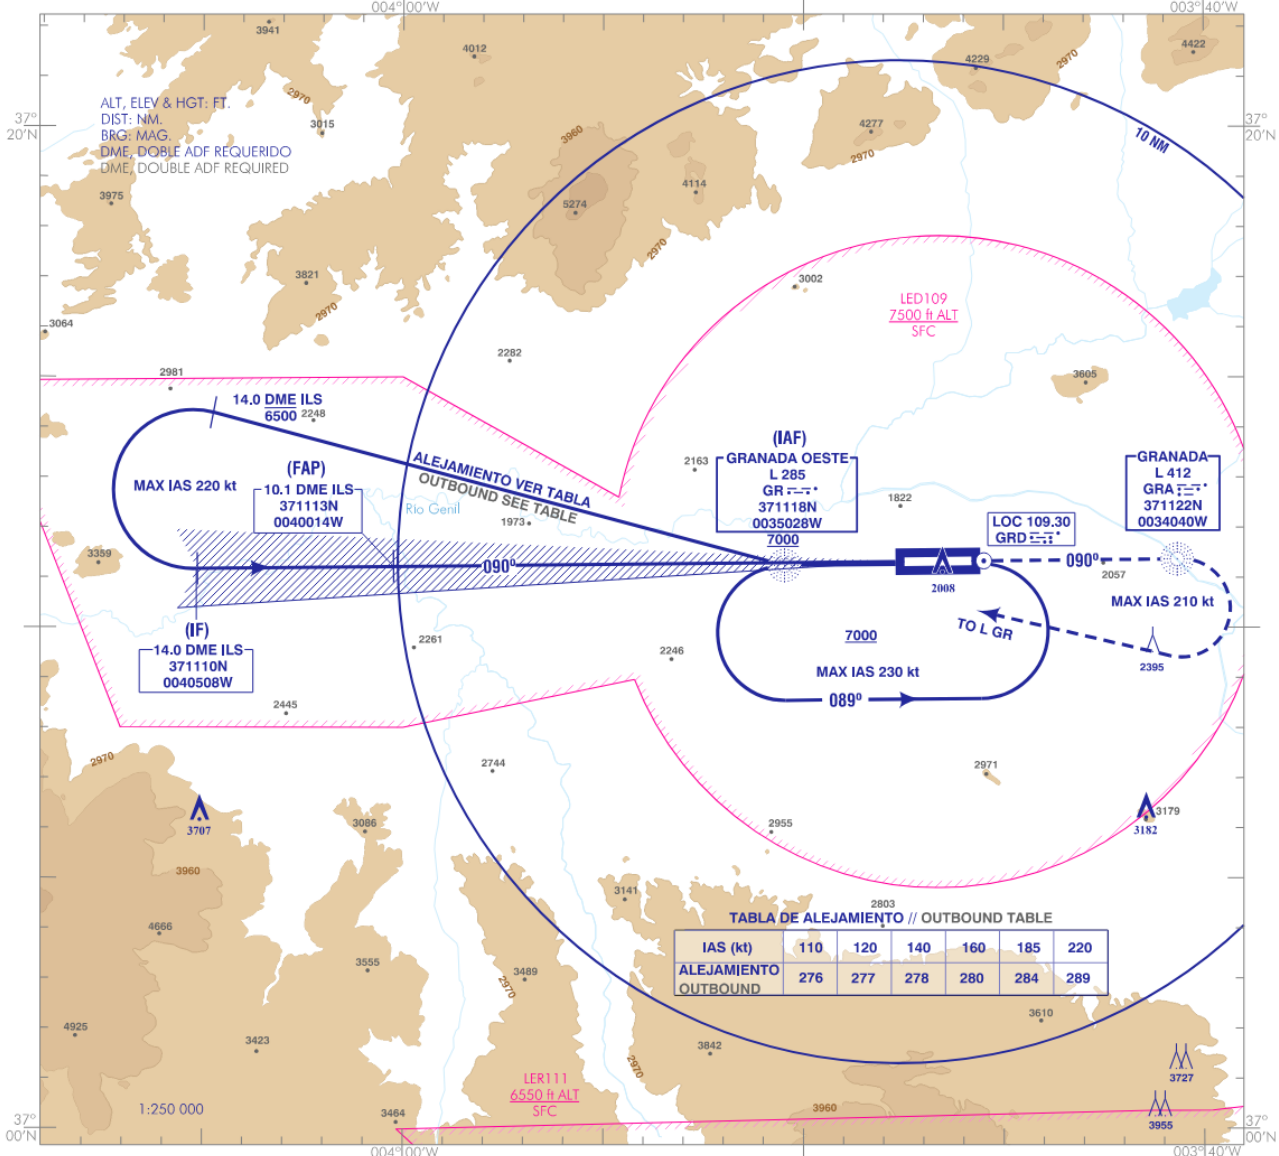 004°00'W
003°40'W
3941
4012
4229
2970
4422
2970
ALT, ELEV & HGT: FT.
DIST: NM.
BRG: MAG.
DME, DOBLE ADF REQUERIDO
DME, DOUBLE ADF REQUIRED
3015
3960
4277
2970
10 NM
37°
20'N
37°
20'N
3975
5274
4114
2970
3821
2970
3002
LED109
7500 ft ALT
SFC
3064
2282
2981
3605
14.0 DME ILS
6500
2248
(FAP)
10.1 DME ILS
371113N
0040014W
MAX IAS 220 kt
ALEJAMIENTO VER TABLA
OUTBOUND SEE TABLE
Río Genil
1973
2163
(IAF)
GRANADA OESTE
L 285
GR
371118N
0035028W
7000
1822
LOC 109.30
GRD
GRANADA
L 412
GRA
371122N
0034040W
3359
090º
2008
090º
2057
MAX IAS 210 kt
TO L GR
2395
(IF)
14.0 DME ILS
371110N
0040508W
2261
2246
7000
MAX IAS 230 kt
089º
2445
2970
2744
2971
3707
3086
2955
3179
3182
3960
3141
2803
4666
3555
3489
2970
TABLA DE ALEJAMIENTO // OUTBOUND TABLE
IAS (kt) 110 120 140 160 185 220
ALEJAMIENTO
OUTBOUND 276 277 278 280 284 289
4925
3423
3610
3842
2970
3727
LER111
6550 ft ALT
SFC
1:250 000
3464
3960
3955
37°
00'N
37°
00'N
004°00'W
003°40'W